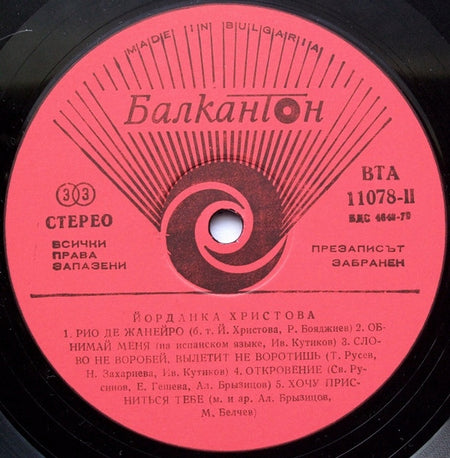 MADE IN BULGARIA
Балкантон
33
СТЕРЕО
ВСИЧКИ
ПРАВА
ЗАПАЗЕНИ
ВТА
11078-II
БДС 4640-70
ПРЕЗАПИСЪТ
ЗАБРАНЕН
ЙОРДАНКА ХРИСТОВА
1. РИО ДЕ ЖАНЕЙРО (б. т. Й. Христова, Р. Бояджиев) 2. ОБ-
НИМАЙ МЕНЯ (на испанском языке, Ив. Кутиков) 3. СЛО-
ВО НЕ ВОРОБЕЙ, ВЫЛЕТИТ НЕ ВОРОТИШЬ (Т. Русев,
Н. Захариева, Ив. Кутиков) 4. ОТКРОВЕНИЕ (Св. Ру-
синов, Е. Гешева, Ал. Брызицов) 5. ХОЧУ ПРИС-
НИТЬСЯ ТЕБЕ (м. и ар. Ал. Брызицов,
М. Белчев)